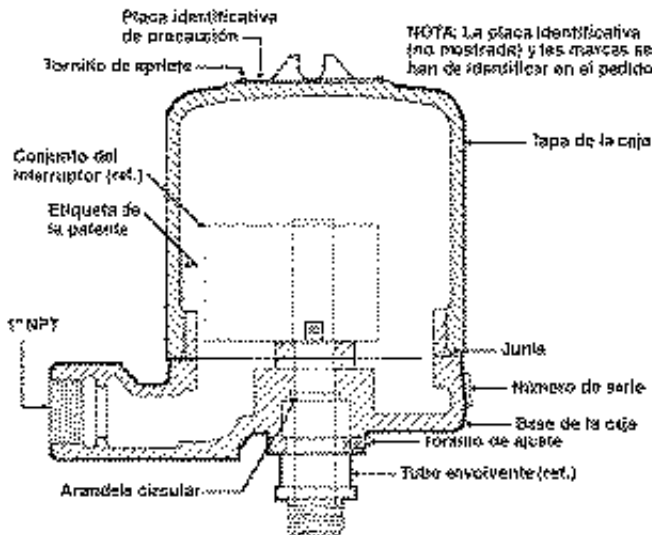 Placa identificativa
de precaución
Tornillo de apriete
NOTA: La placa identificativa
(no mostrada) y las marcas se
han de identificar en el pedido
Tapa de la caja
Conjunto del
interruptor (ref.)
Etiqueta de
la patente
1" NPT
Junta
Número de serie
Base de la caja
Tornillo de ajuste
Tubo envolvente (ref.)
Arandela circular